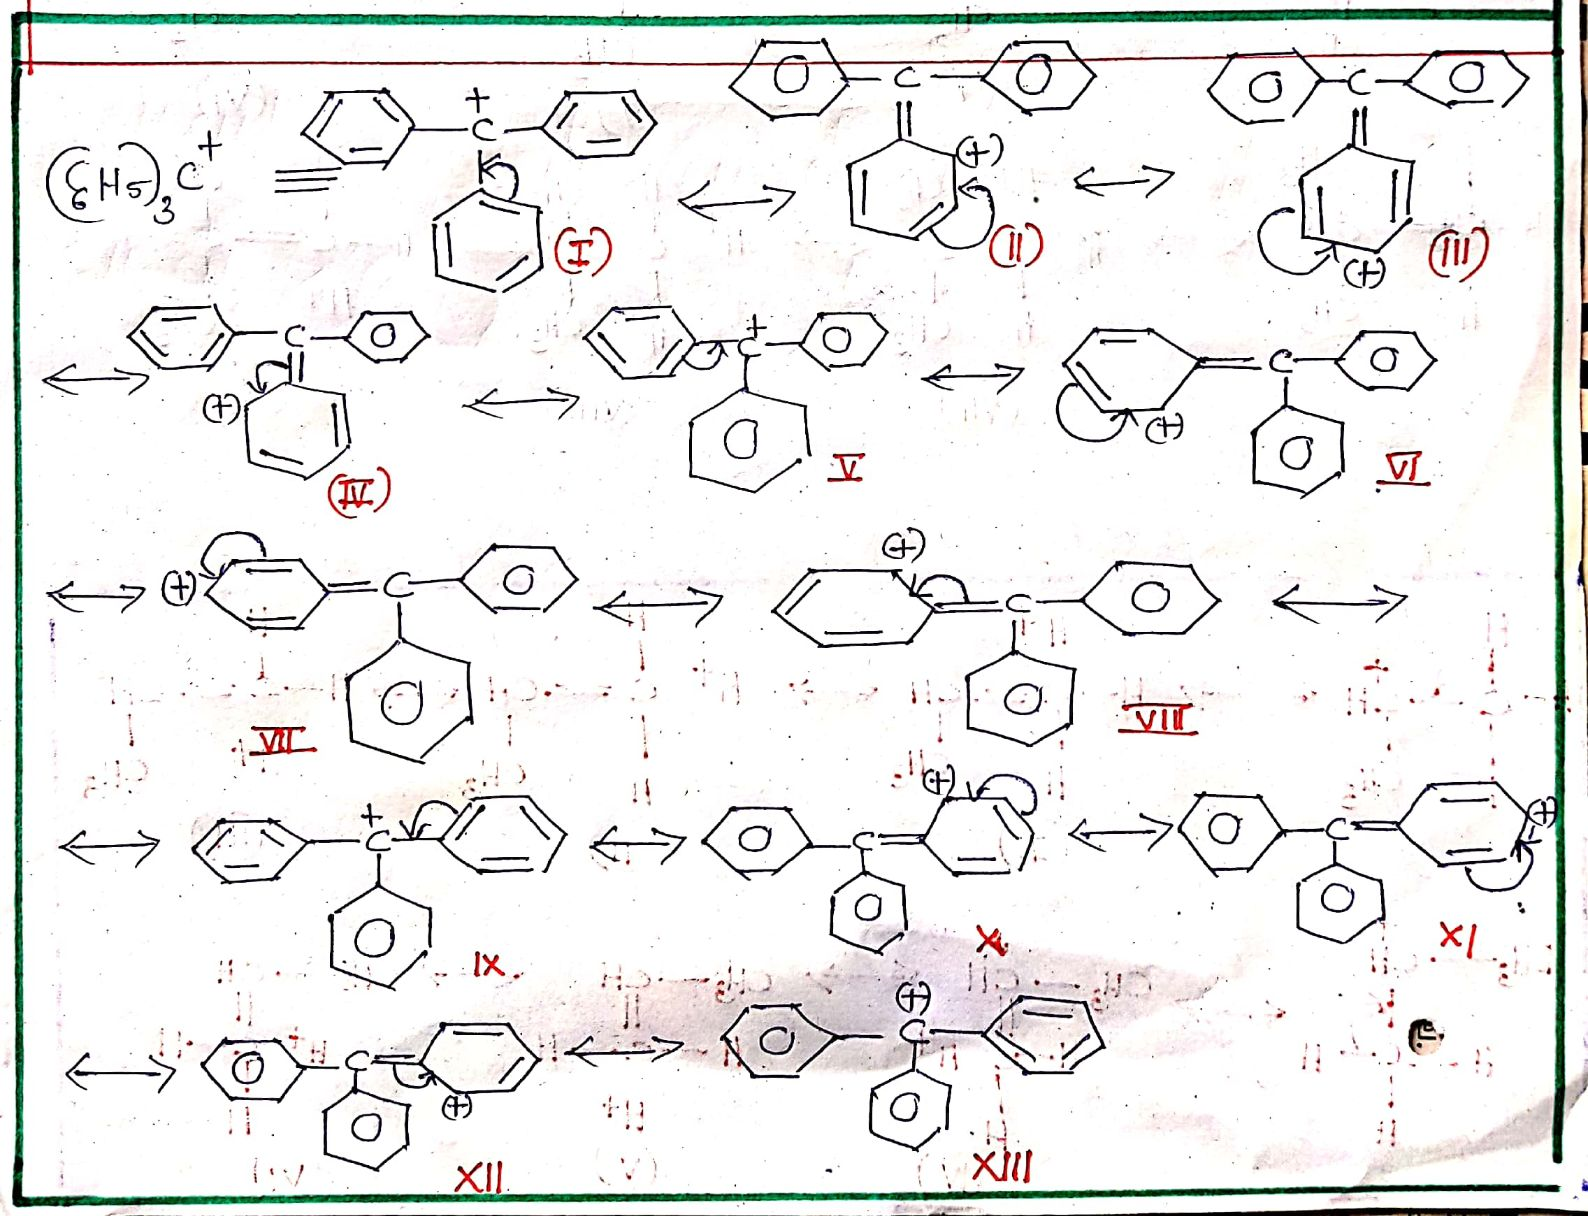 (C6H5)3C+ ≡ + C ⟷ C (+) ⟷ C (+)
(I) (II) (III)
⟷ C (+) ⟷ + C ⟷ C (+)
(IV) V VI
⟷ (+) C ⟷ (+) C ⟷
VII VIII
⟷ + C ⟷ (+) C ⟷ C (+)
IX X XI
⟷ C (+) ⟷ (+) C
XII XIII